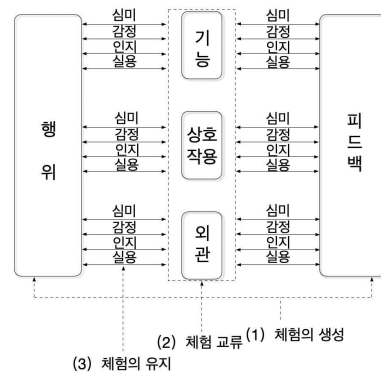 심미
감정
인지
실용
기
능
심미
감정
인지
실용
행
위
심미
감정
인지
실용
상호
작용
심미
감정
인지
실용
피
드
백
심미
감정
인지
실용
외
관
심미
감정
인지
실용
(1) 체험의 생성
(2) 체험 교류
(3) 체험의 유지